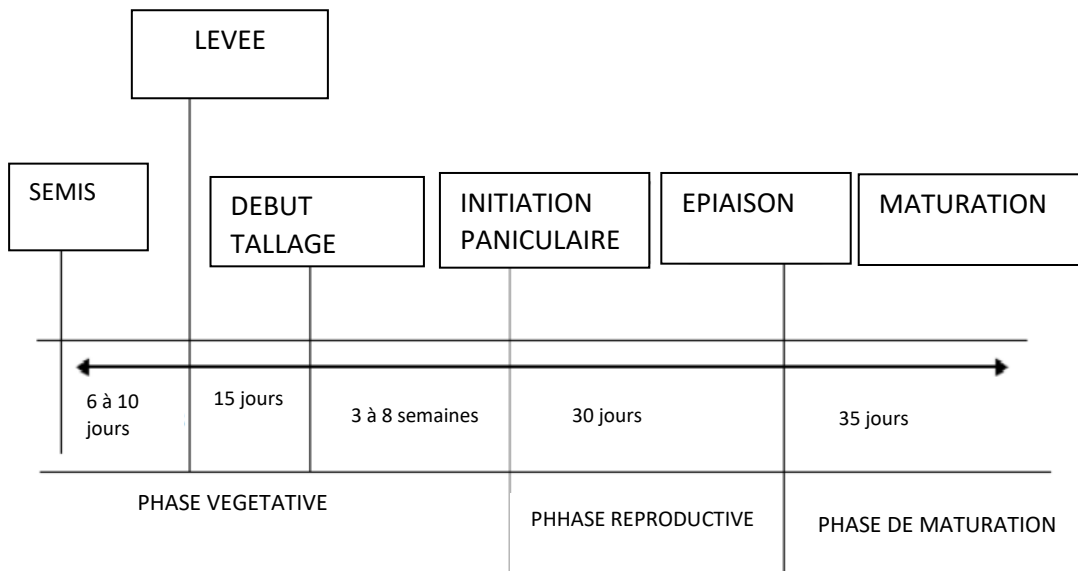 LEVEE
SEMIS
DEBUT
TALLAGE
INITIATION
PANICULAIRE
EPIAISON
MATURATION
6 à 10
jours
15 jours
3 à 8 semaines
30 jours
35 jours
PHASE VEGETATIVE
PHHASE REPRODUCTIVE
PHASE DE MATURATION